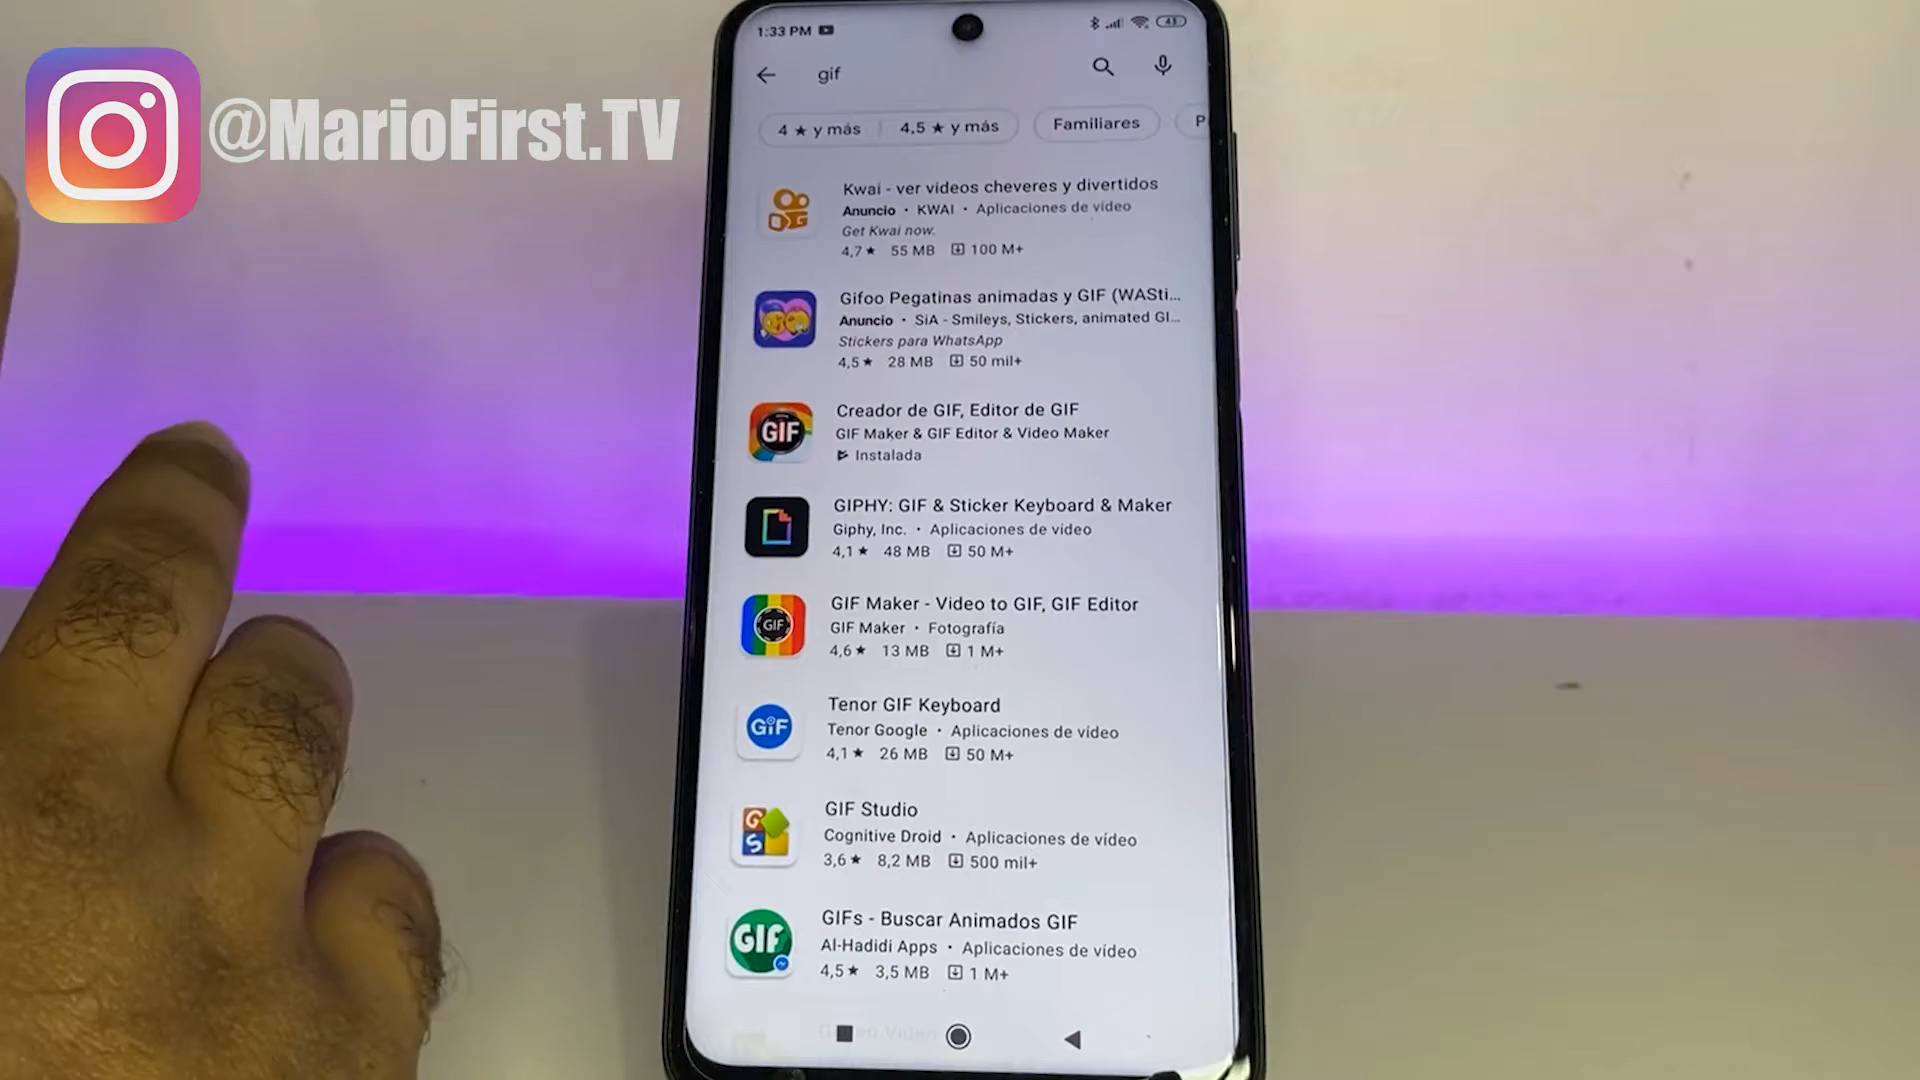 @MarioFirst.TV
1:33 PM
43
gif
4 ★ y más
4,5 ★ y más
Familiares
P
Kwai - ver videos cheveres y divertidos
Anuncio • KWAI • Aplicaciones de vídeo
Get Kwai now.
4,7 ★ 55 MB 100 M+
Gifoo Pegatinas animadas y GIF (WASti...
Anuncio • SiA - Smileys, Stickers, animated GI...
Stickers para WhatsApp
4,5 ★ 28 MB 50 mil+
GIF
Creador de GIF, Editor de GIF
GIF Maker & GIF Editor & Video Maker
Instalada
GIPHY: GIF & Sticker Keyboard & Maker
Giphy, Inc. • Aplicaciones de vídeo
4,1 ★ 48 MB 50 M+
GIF
GIF Maker - Video to GIF, GIF Editor
GIF Maker • Fotografía
4,6 ★ 13 MB 1 M+
GIF
Tenor GIF Keyboard
Tenor Google • Aplicaciones de vídeo
4,1 ★ 26 MB 50 M+
G S
GIF Studio
Cognitive Droid • Aplicaciones de vídeo
3,6 ★ 8,2 MB 500 mil+
GIF
GIFs - Buscar Animados GIF
Al-Hadidi Apps • Aplicaciones de vídeo
4,5 ★ 3,5 MB 1 M+